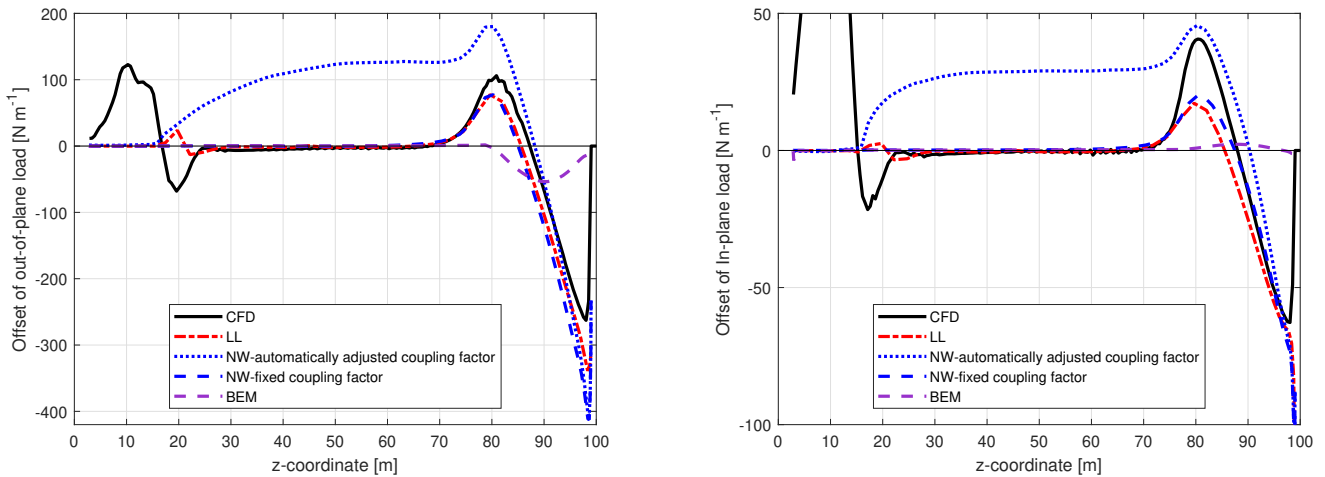 200
100
0
-100
-200
-300
-400
Offset of out-of-plane load [N m-1]
CFD
LL
NW-automatically adjusted coupling factor
NW-fixed coupling factor
BEM
0 10 20 30 40 50 60 70 80 90 100
z-coordinate [m]
50
0
-50
-100
Offset of In-plane load [N m-1]
CFD
LL
NW-automatically adjusted coupling factor
NW-fixed coupling factor
BEM
0 10 20 30 40 50 60 70 80 90 100
z-coordinate [m]